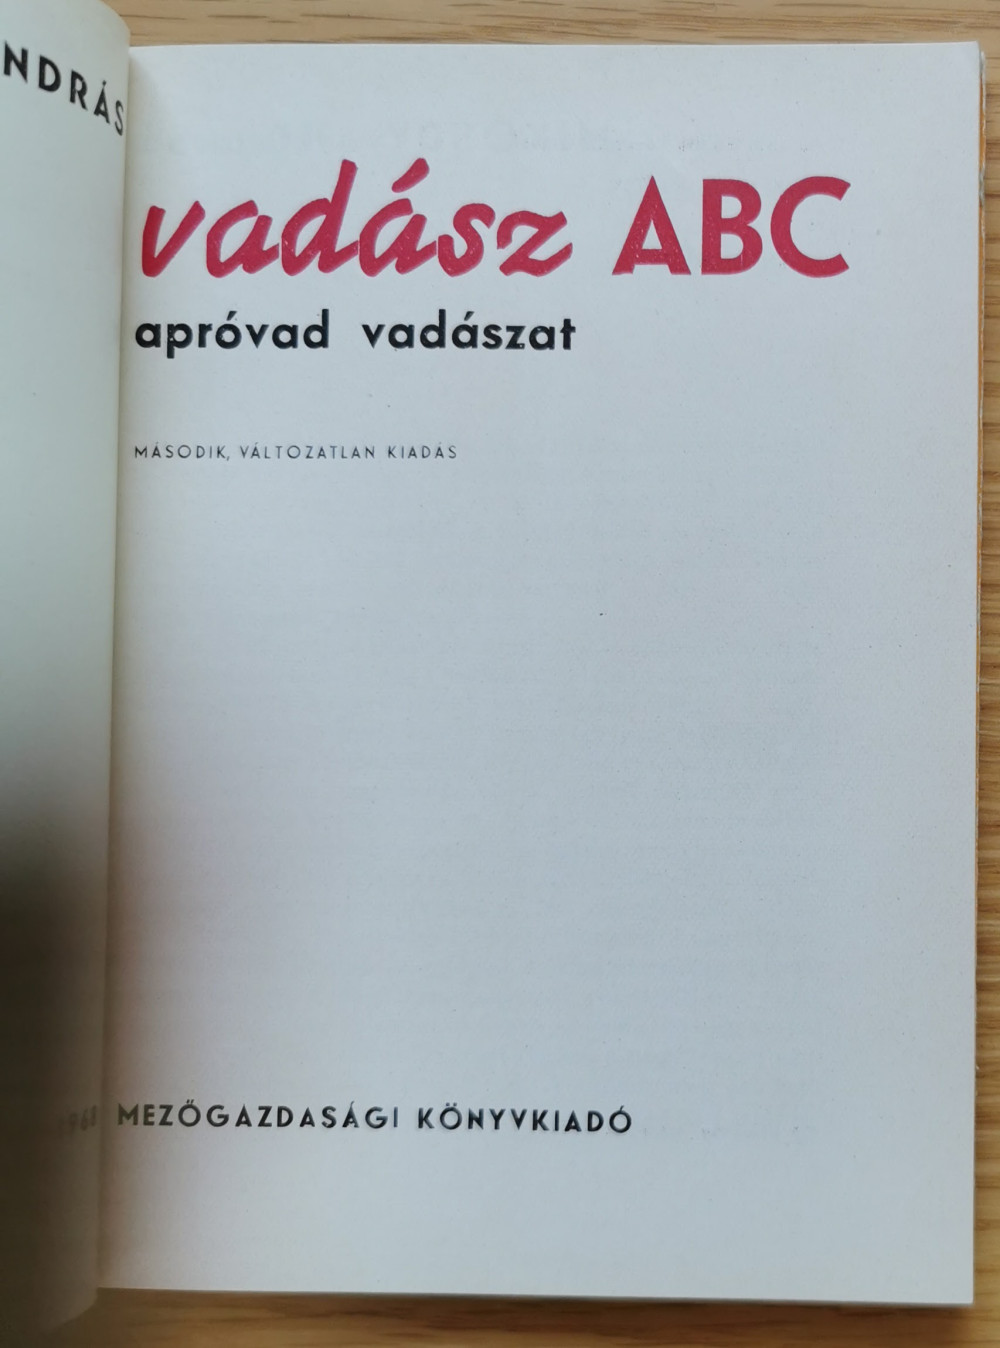 NDRÁS
vadász ABC
apróvad vadászat
MÁSODIK, VÁLTOZATLAN KIADÁS
MEZŐGAZDASÁGI KÖNYVKIADÓ